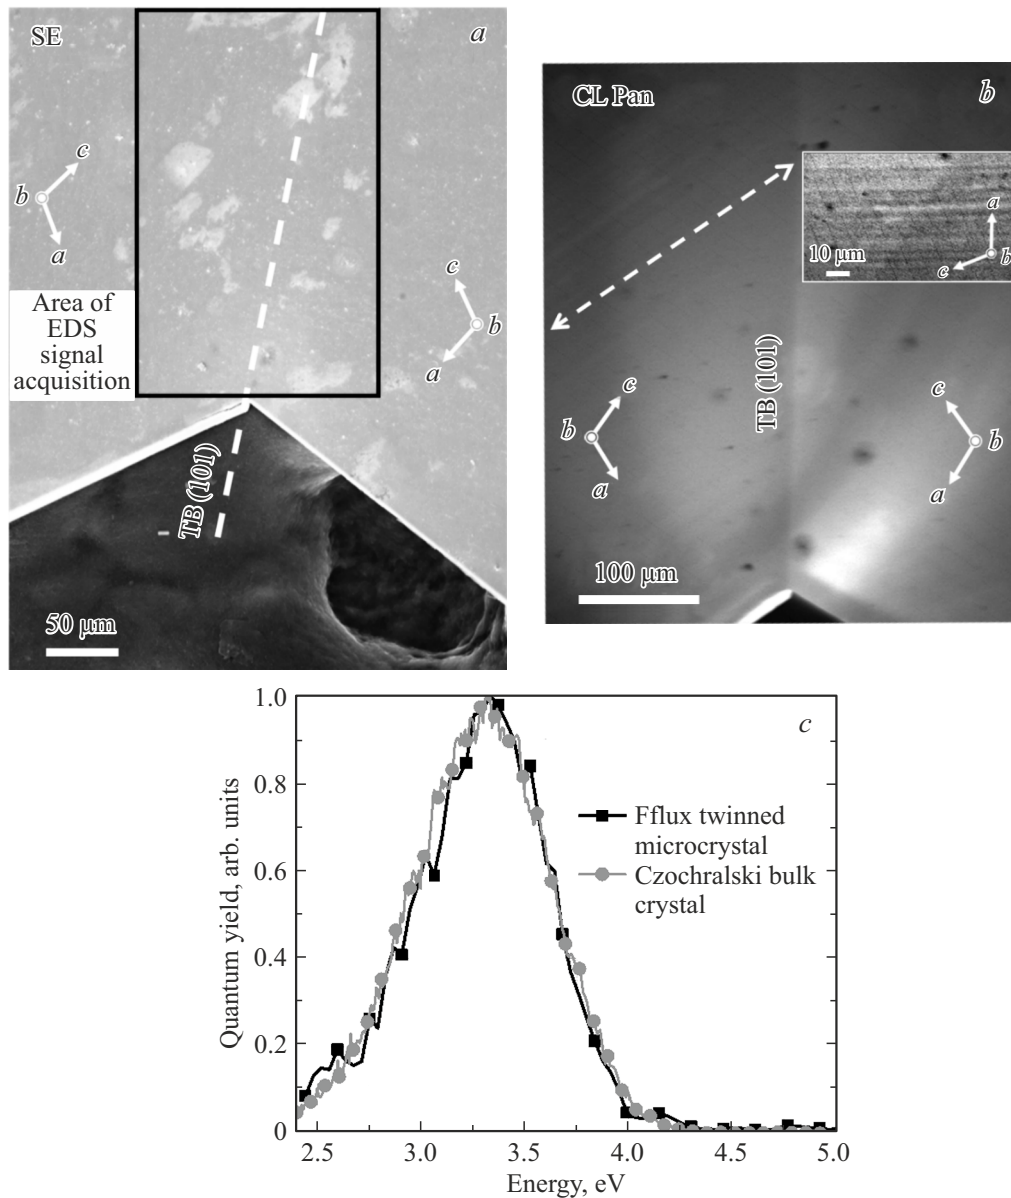 SE
a
c
b
a
Area of
EDS
signal
acquisition
c
b
a
TB (101)
50 μm
CL Pan
b
a
10 μm
c
b
TB (101)
c
b
a
c
b
a
100 μm
c
1.0
0.8
0.6
0.4
0.2
0
Quantum yield, arb. units
Fflux twinned
microcrystal
Czochralski bulk
crystal
2.5 3.0 3.5 4.0 4.5 5.0
Energy, eV